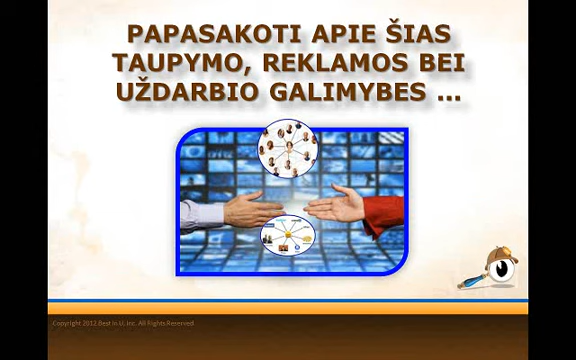 PAPASAKOTI APIE ŠIAS
TAUPYMO, REKLAMOS BEI
UŽDARBIO GALIMYBES ...
Copyright 2012 Best in U, Inc. All Rights Reserved